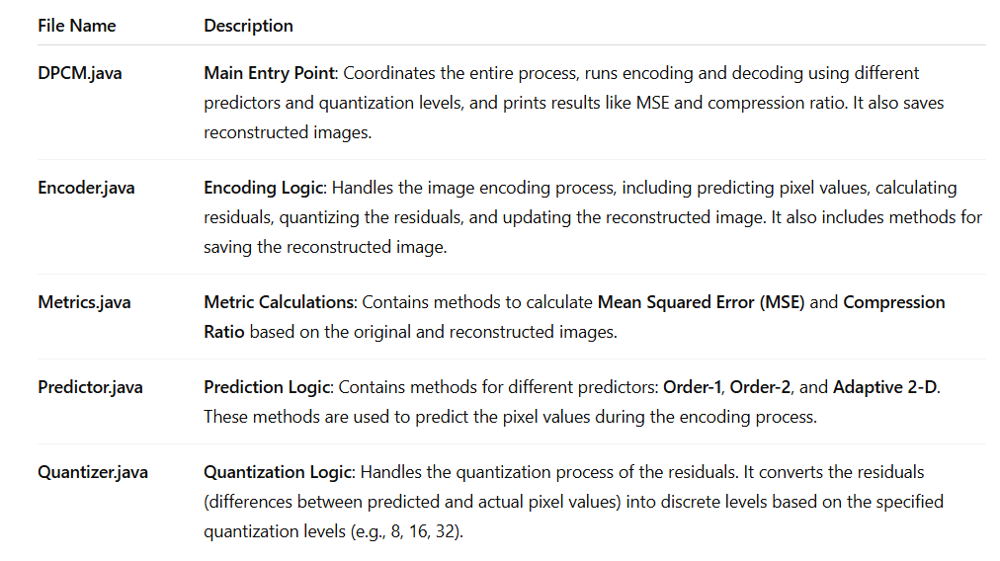 File Name Description
DPCM.java Main Entry Point: Coordinates the entire process, runs encoding and decoding using different
predictors and quantization levels, and prints results like MSE and compression ratio. It also saves
reconstructed images.
Encoder.java Encoding Logic: Handles the image encoding process, including predicting pixel values, calculating
residuals, quantizing the residuals, and updating the reconstructed image. It also includes methods for
saving the reconstructed image.
Metrics.java Metric Calculations: Contains methods to calculate Mean Squared Error (MSE) and Compression
Ratio based on the original and reconstructed images.
Predictor.java Prediction Logic: Contains methods for different predictors: Order-1, Order-2, and Adaptive 2-D.
These methods are used to predict the pixel values during the encoding process.
Quantizer.java Quantization Logic: Handles the quantization process of the residuals. It converts the residuals
(differences between predicted and actual pixel values) into discrete levels based on the specified
quantization levels (e.g., 8, 16, 32).